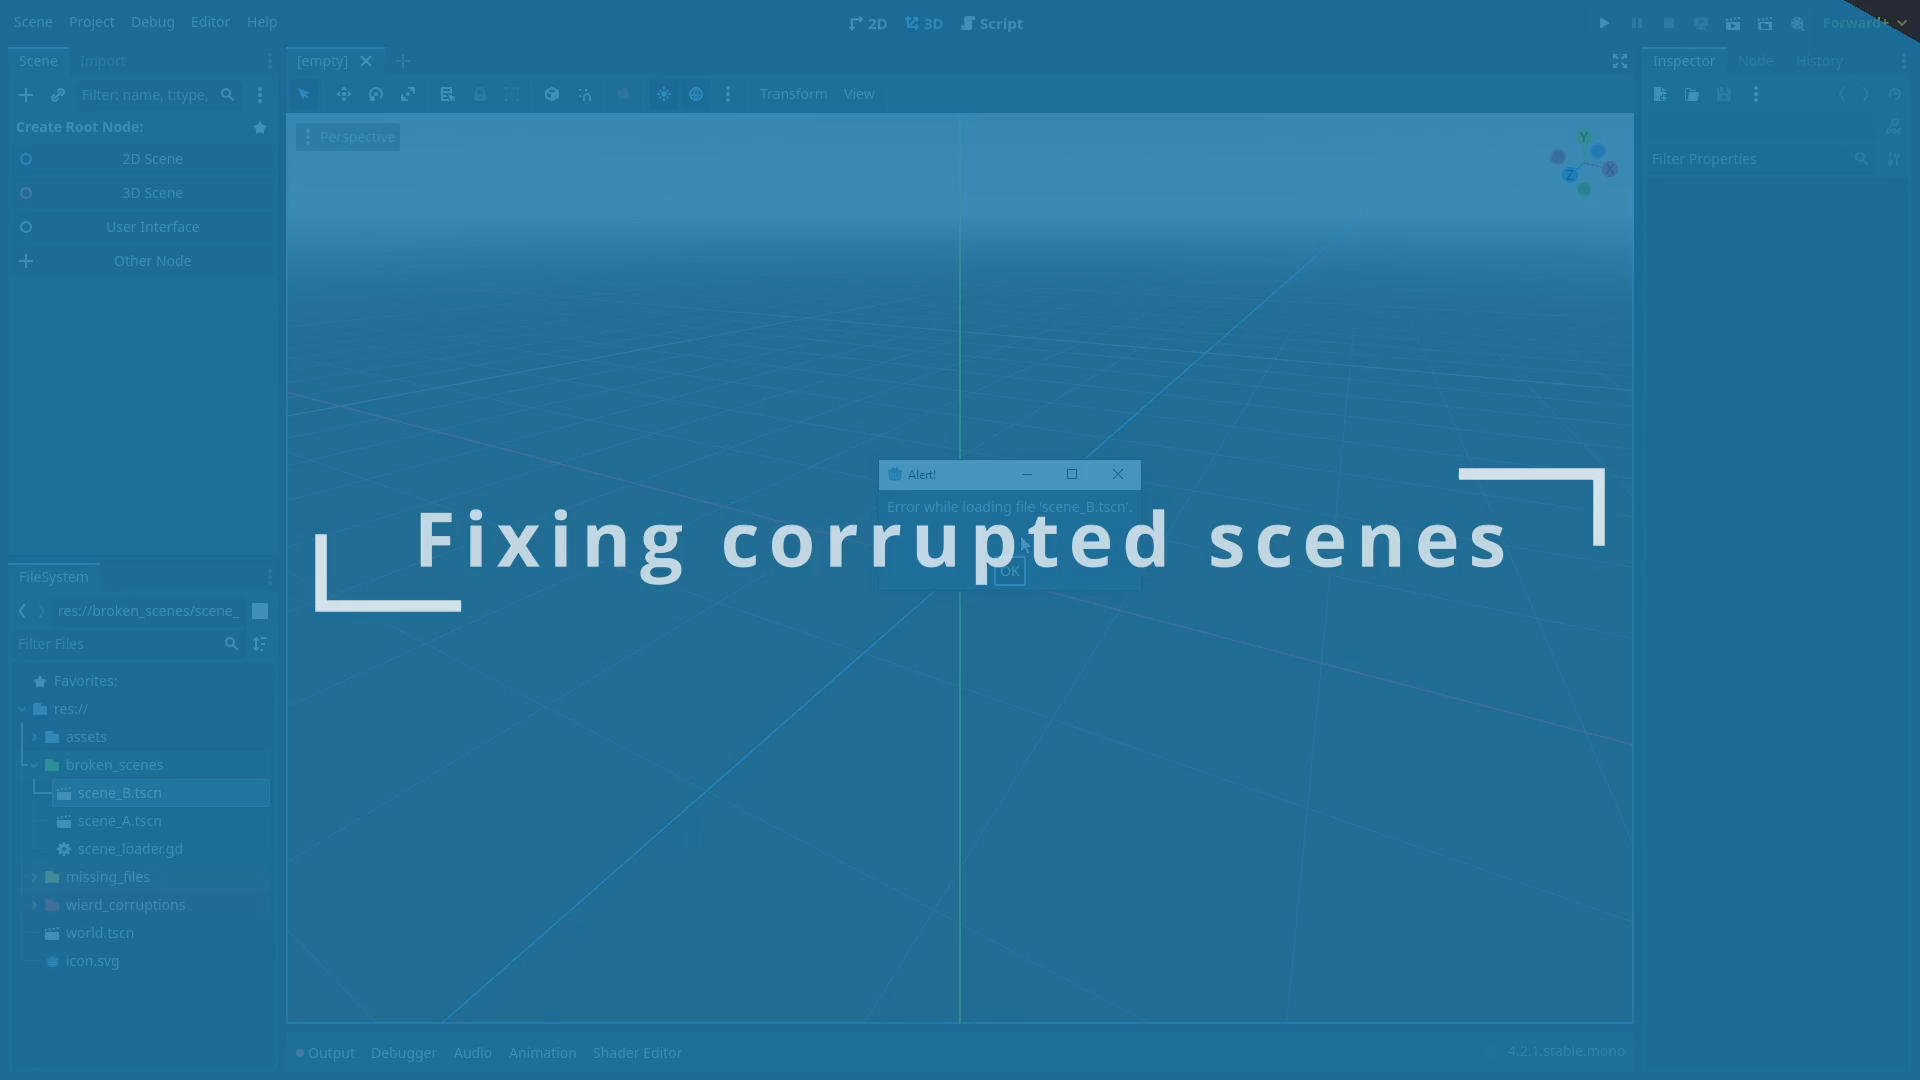 Scene Project Debug Editor Help
2D 3D Script
Forward+
Scene Import
[empty]
Inspector Node History
Filter: name, t:type,
Transform View
Create Root Node:
Perspective
2D Scene
3D Scene
User Interface
Other Node
Y
X
Z
Filter Properties
Alert!
Error while loading file 'scene_B.tscn'.
Fixing corrupted scenes
OK
FileSystem
res://broken_scenes/scene_
Filter Files
Favorites:
res://
assets
broken_scenes
scene_B.tscn
scene_A.tscn
scene_loader.gd
missing_files
wierd_corruptions
world.tscn
icon.svg
Output Debugger Audio Animation Shader Editor
4.2.1.stable.mono